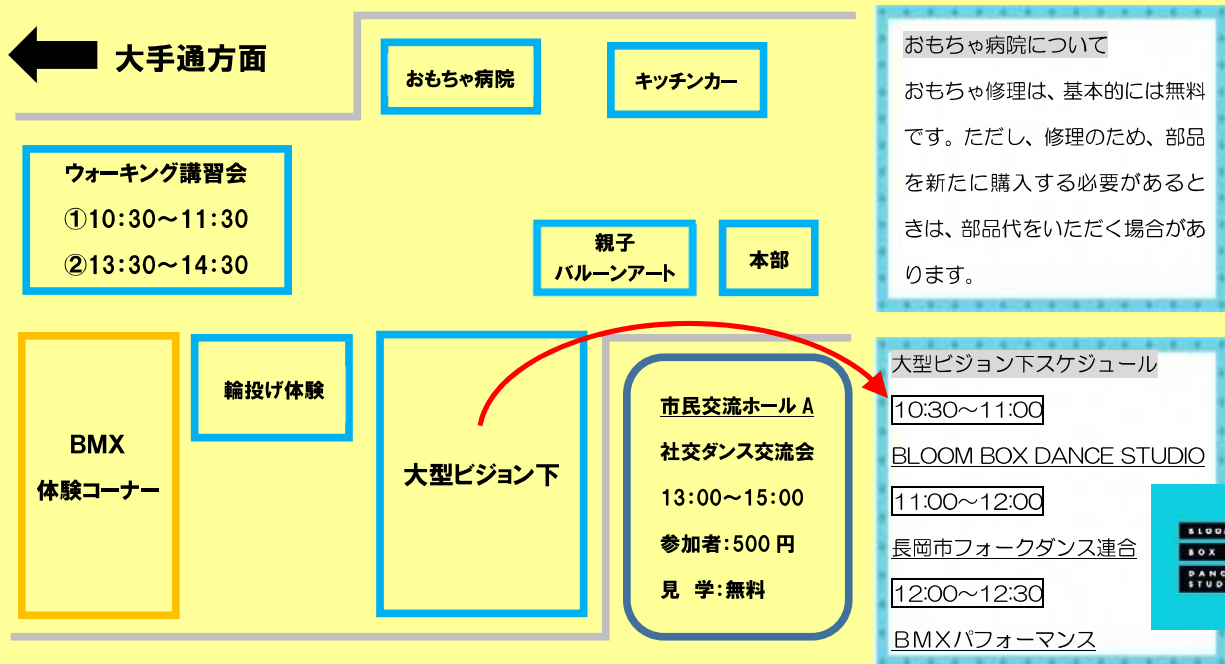 大手通方面
おもちゃ病院
キッチンカー
ウォーキング講習会
①10:30～11:30
②13:30～14:30
親子
バルーンアート
本部
BMX
体験コーナー
輪投げ体験
大型ビジョン下
市民交流ホールA
社交ダンス交流会
13:00～15:00
参加者:500円
見 学:無料
おもちゃ病院について
おもちゃ修理は、基本的には無料
です。ただし、修理のため、部品
を新たに購入する必要があると
きは、部品代をいただく場合があ
ります。
大型ビジョン下スケジュール
10:30～11:00
BLOOM BOX DANCE STUDIO
11:00～12:00
長岡市フォークダンス連合
12:00～12:30
BMXパフォーマンス
BOX